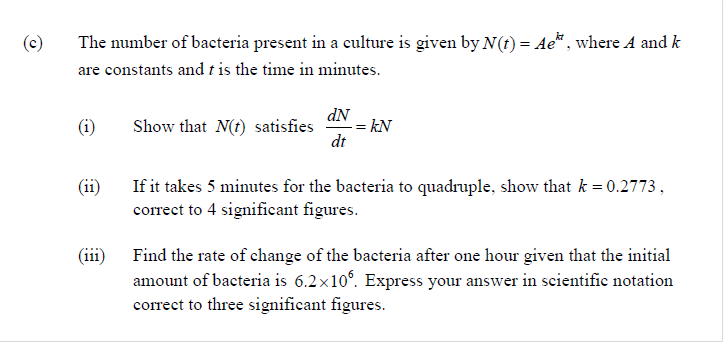 (c) The number of bacteria present in a culture is given by N(t) = Ae^{kt}, where A and k
are constants and t is the time in minutes.
(i) Show that N(t) satisfies dN/dt = kN
(ii) If it takes 5 minutes for the bacteria to quadruple, show that k = 0.2773,
correct to 4 significant figures.
(iii) Find the rate of change of the bacteria after one hour given that the initial
amount of bacteria is 6.2×10⁶. Express your answer in scientific notation
correct to three significant figures.